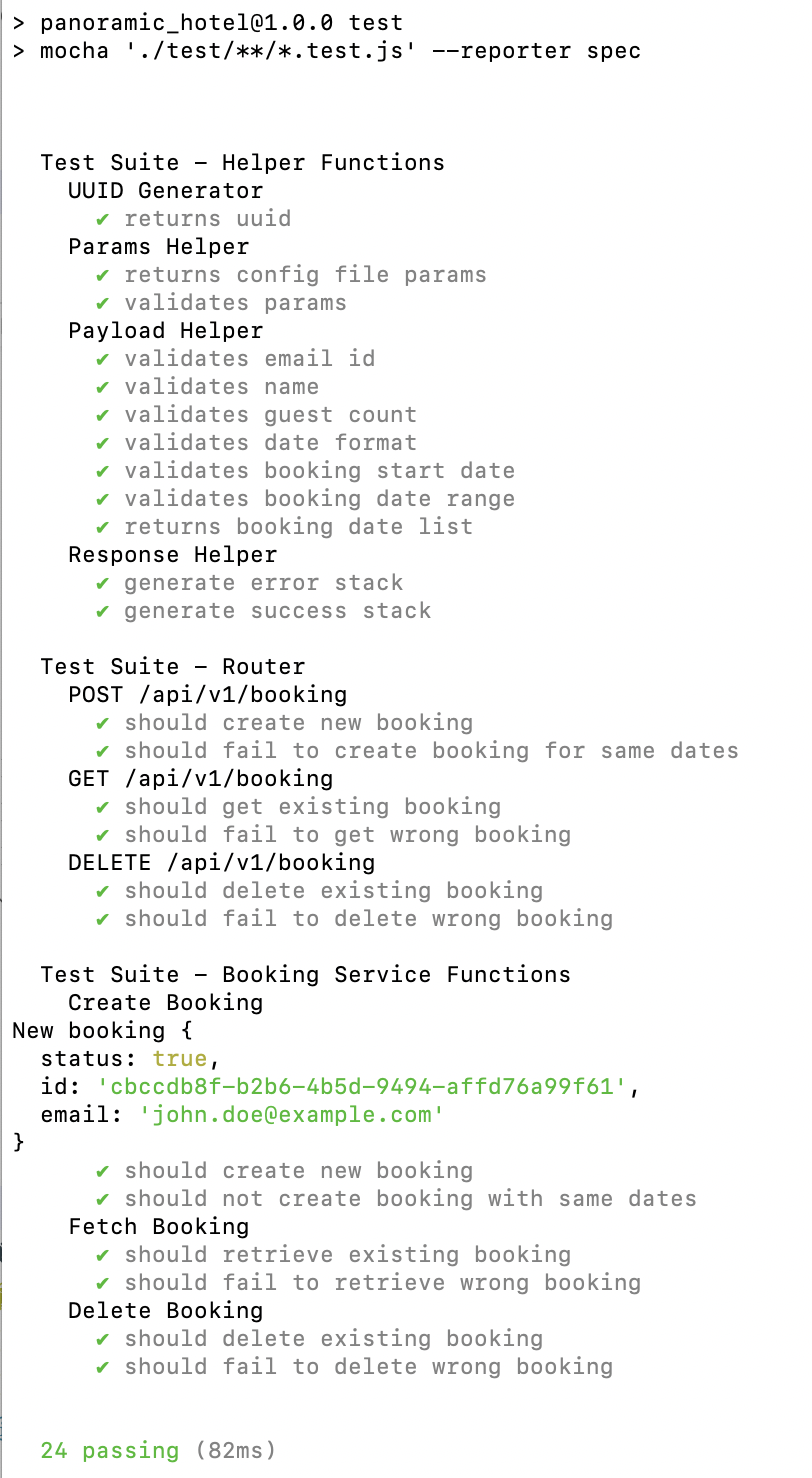 > panoramic_hotel@1.0.0 test
> mocha './test/**/*.test.js' --reporter spec
Test Suite - Helper Functions
UUID Generator
✔ returns uuid
Params Helper
✔ returns config file params
✔ validates params
Payload Helper
✔ validates email id
✔ validates name
✔ validates guest count
✔ validates date format
✔ validates booking start date
✔ validates booking date range
✔ returns booking date list
Response Helper
✔ generate error stack
✔ generate success stack
Test Suite - Router
POST /api/v1/booking
✔ should create new booking
✔ should fail to create booking for same dates
GET /api/v1/booking
✔ should get existing booking
✔ should fail to get wrong booking
DELETE /api/v1/booking
✔ should delete existing booking
✔ should fail to delete wrong booking
Test Suite - Booking Service Functions
Create Booking
New booking {
status: true,
id: 'cbccdb8f-b2b6-4b5d-9494-affd76a99f61',
email: 'john.doe@example.com'
}
✔ should create new booking
✔ should not create booking with same dates
Fetch Booking
✔ should retrieve existing booking
✔ should fail to retrieve wrong booking
Delete Booking
✔ should delete existing booking
✔ should fail to delete wrong booking
24 passing (82ms)